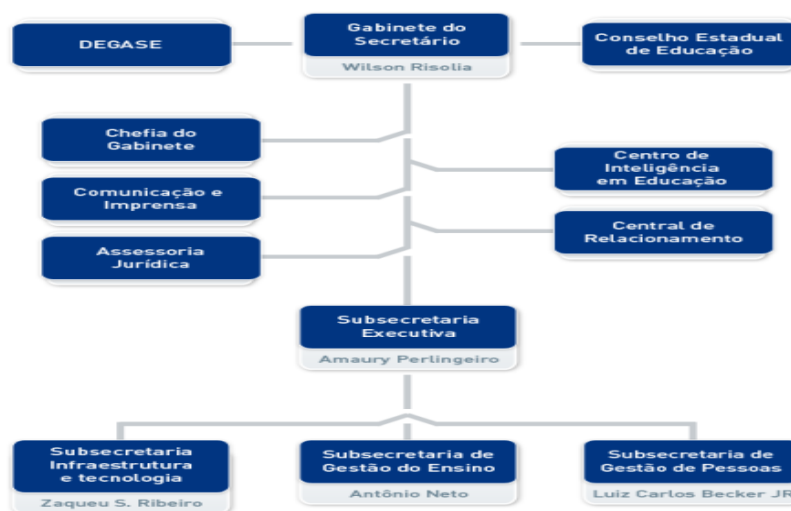 DEGASE
Gabinete do
Secretário
Wilson Risolia
Conselho Estadual
de Educação
Chefia do
Gabinete
Centro de
Inteligência
em Educação
Comunicação e
Imprensa
Central de
Relacionamento
Assessoria
Jurídica
Subsecretaria
Executiva
Amaury Perlingeiro
Subsecretaria
Infraestrutura
e tecnologia
Zaqueu S. Ribeiro
Subsecretaria de
Gestão do Ensino
Antônio Neto
Subsecretaria de
Gestão de Pessoas
Luiz Carlos Becker JR